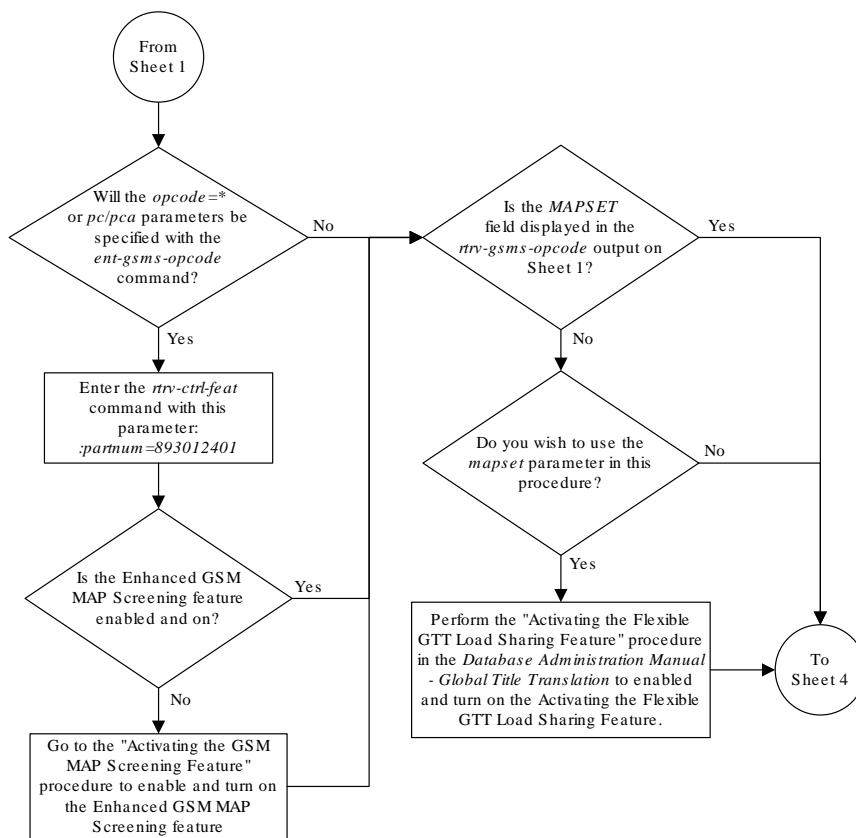 From
Sheet 1
Will the opcode=*
or pc/pca parameters be
specified with the
ent-gsms-opcode
command?
No
Yes
Enter the rtrv-ctrl-feat
command with this
parameter:
:partnum=893012401
Is the Enhanced GSM
MAP Screening feature
enabled and on?
Yes
No
Go to the "Activating the GSM
MAP Screening Feature"
procedure to enable and turn on
the Enhanced GSM MAP
Screening feature
Is the MAPSET
field displayed in the
rtrv-gsms-opcode output on
Sheet 1?
Yes
No
Do you wish to use the
mapset parameter in this
procedure?
No
Yes
Perform the "Activating the Flexible
GTT Load Sharing Feature" procedure
in the Database Administration Manual
- Global Title Translation to enabled
and turn on the Activating the Flexible
GTT Load Sharing Feature.
To
Sheet 4